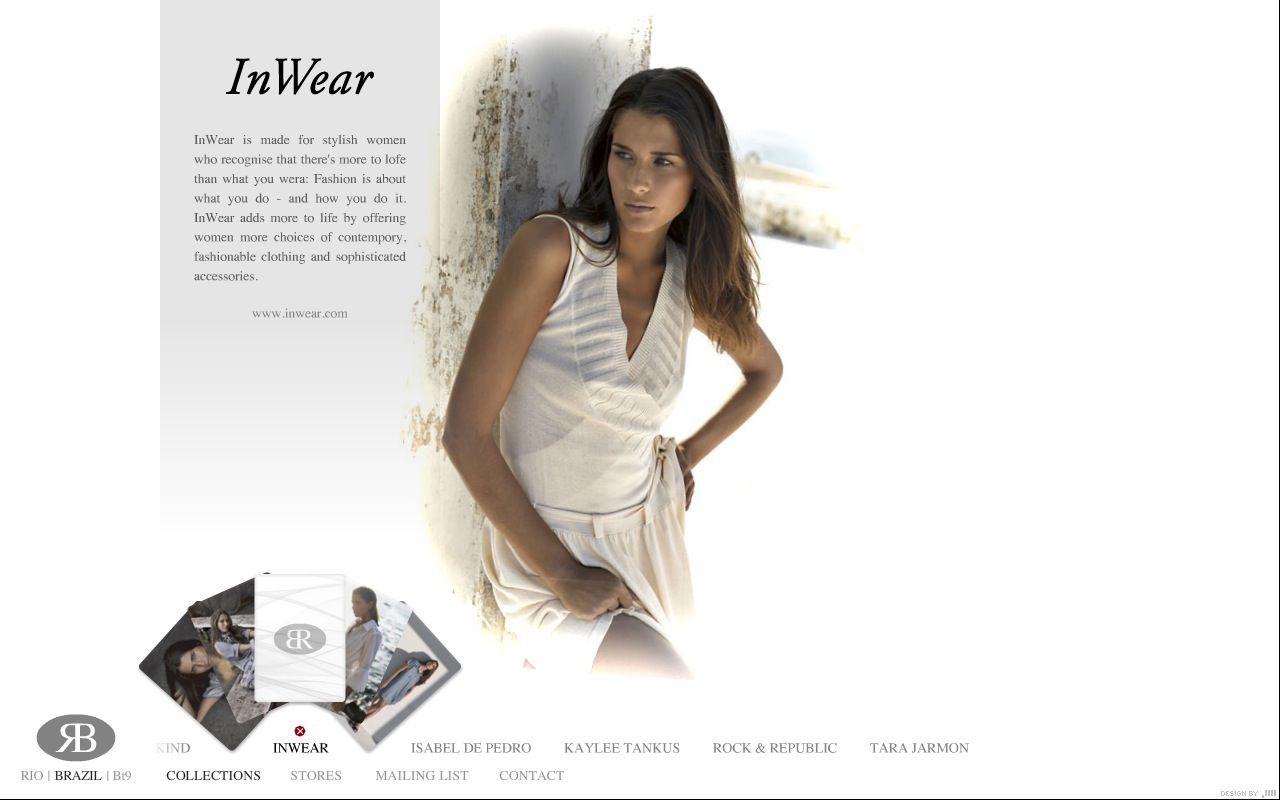 InWear
InWear is made for stylish women
who recognise that there's more to lofe
than what you wera: Fashion is about
what you do - and how you do it.
InWear adds more to life by offering
women more choices of contempory,
fashionable clothing and sophisticated
accessories.
www.inwear.com
RB
RB
KIND INWEAR ISABEL DE PEDRO KAYLEE TANKUS ROCK & REPUBLIC TARA JARMON
RIO | BRAZIL | Bt9 COLLECTIONS STORES MAILING LIST CONTACT
DESIGN BY